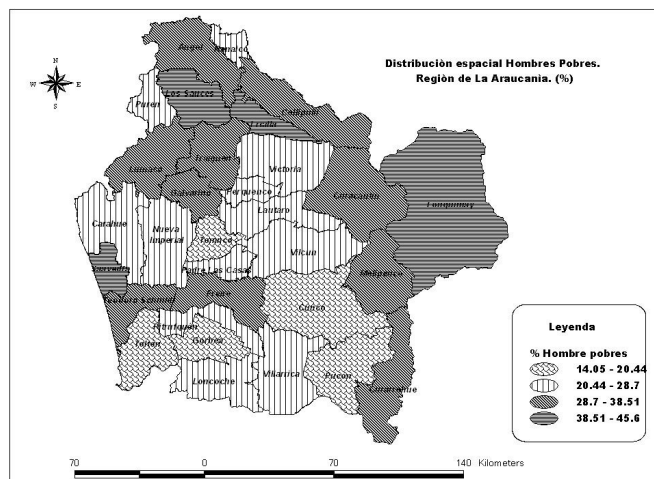 Distribución espacial Hombres Pobres.
Región de La Araucania. (%)
N
W
E
S
Angol
Renaico
Los Sauces
Puren
Collipulli
Ercilla
Traiguen
Lumaco
Victoria
Galvarino
Perquenco
Curacautin
Lonquimay
Lautaro
Carahue
Nueva
Imperial
Temuco
Vilcun
Padre Las Casas
Melipeuco
Saavedra
Teodoro Schmidt
Freire
Cunco
Pitrufquen
Tolten
Gorbea
Loncoche
Villarrica
Pucon
Curarrehue
Leyenda
% Hombre pobres
14.05 - 20.44
20.44 - 28.7
28.7 - 38.51
38.51 - 45.6
70
0
70
140 Kilometers